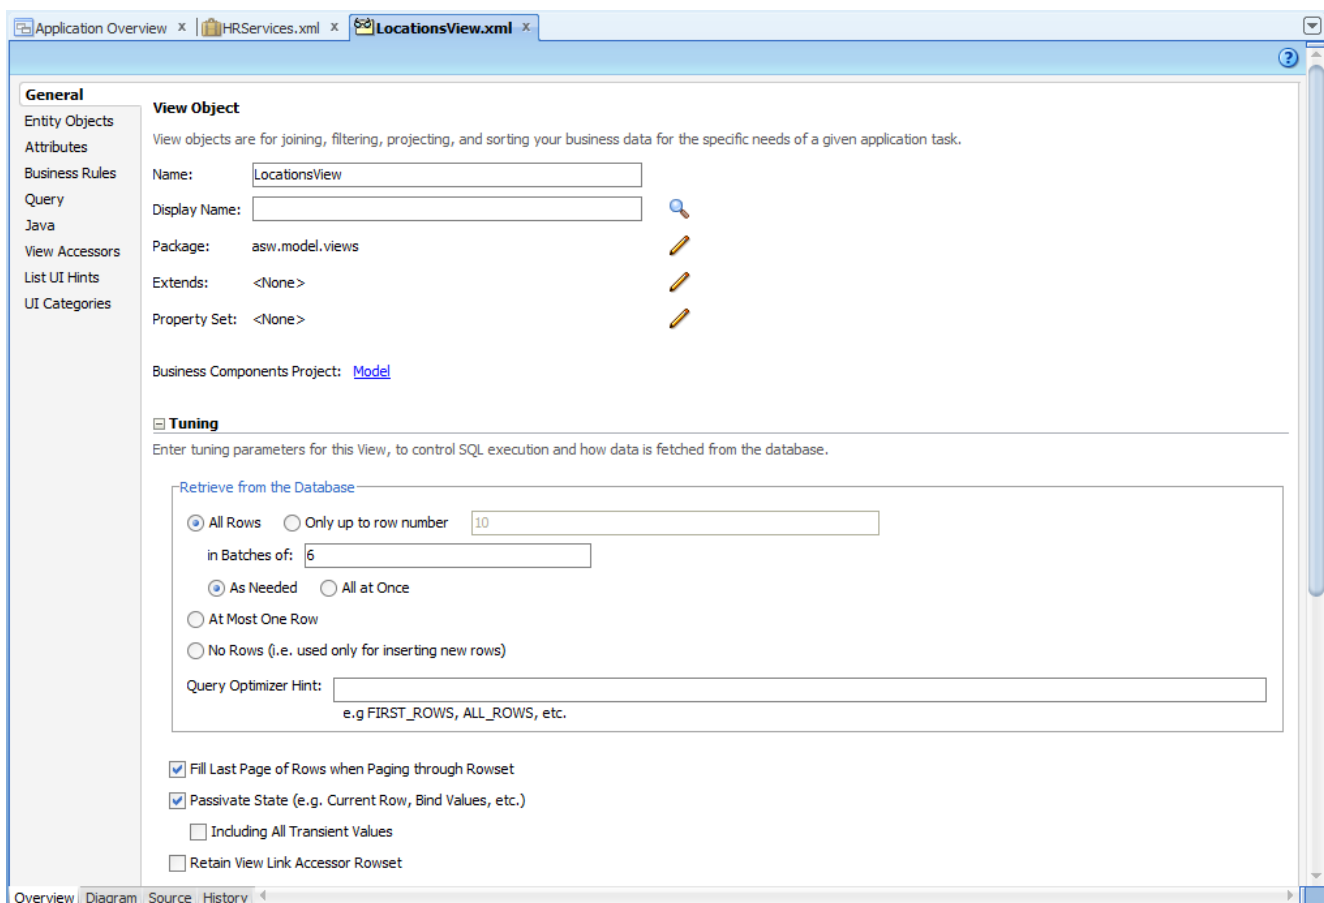 Application Overview x HRServices.xml x LocationsView.xml x
?
General
Entity Objects
Attributes
Business Rules
Query
Java
View Accessors
List UI Hints
UI Categories
View Object
View objects are for joining, filtering, projecting, and sorting your business data for the specific needs of a given application task.
Name: LocationsView
Display Name:
Package: asw.model.views
Extends: <None>
Property Set: <None>
Business Components Project: Model
Tuning
Enter tuning parameters for this View, to control SQL execution and how data is fetched from the database.
Retrieve from the Database
All Rows Only up to row number 10
in Batches of: 6
As Needed All at Once
At Most One Row
No Rows (i.e. used only for inserting new rows)
Query Optimizer Hint:
e.g FIRST_ROWS, ALL_ROWS, etc.
Fill Last Page of Rows when Paging through Rowset
Passivate State (e.g. Current Row, Bind Values, etc.)
Including All Transient Values
Retain View Link Accessor Rowset
Overview Diagram Source History